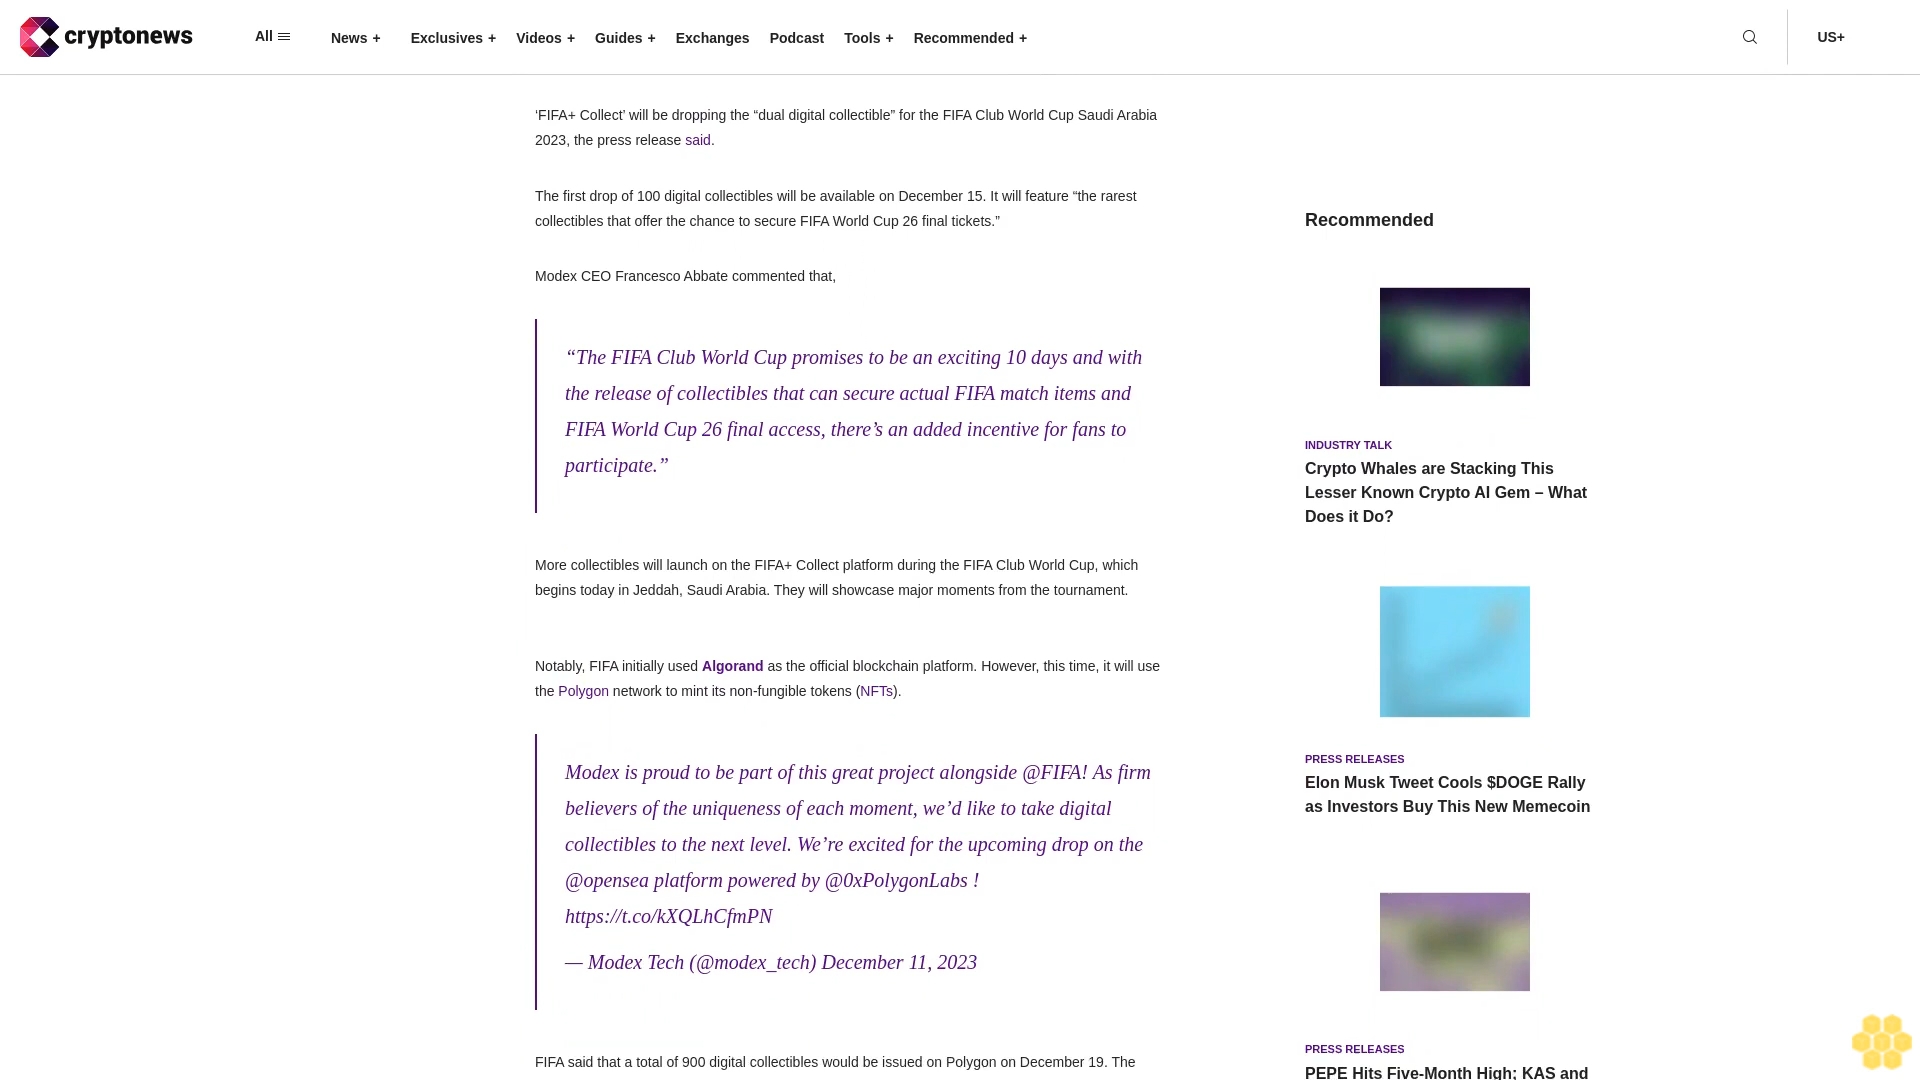 cryptonews
All
News +
Exclusives +
Videos +
Guides +
Exchanges
Podcast
Tools +
Recommended +
US+
‘FIFA+ Collect’ will be dropping the “dual digital collectible” for the FIFA Club World Cup Saudi Arabia
2023, the press release said.
The first drop of 100 digital collectibles will be available on December 15. It will feature “the rarest
collectibles that offer the chance to secure FIFA World Cup 26 final tickets.”
Modex CEO Francesco Abbate commented that,
“The FIFA Club World Cup promises to be an exciting 10 days and with
the release of collectibles that can secure actual FIFA match items and
FIFA World Cup 26 final access, there’s an added incentive for fans to
participate.”
More collectibles will launch on the FIFA+ Collect platform during the FIFA Club World Cup, which
begins today in Jeddah, Saudi Arabia. They will showcase major moments from the tournament.
Notably, FIFA initially used Algorand as the official blockchain platform. However, this time, it will use
the Polygon network to mint its non-fungible tokens (NFTs).
Modex is proud to be part of this great project alongside @FIFA! As firm
believers of the uniqueness of each moment, we’d like to take digital
collectibles to the next level. We’re excited for the upcoming drop on the
@opensea platform powered by @0xPolygonLabs !
https://t.co/kXQLhCfmPN
— Modex Tech (@modex_tech) December 11, 2023
FIFA said that a total of 900 digital collectibles would be issued on Polygon on December 19. The
Recommended
INDUSTRY TALK
Crypto Whales are Stacking This
Lesser Known Crypto AI Gem – What
Does it Do?
PRESS RELEASES
Elon Musk Tweet Cools $DOGE Rally
as Investors Buy This New Memecoin
PRESS RELEASES
PEPE Hits Five-Month High; KAS and